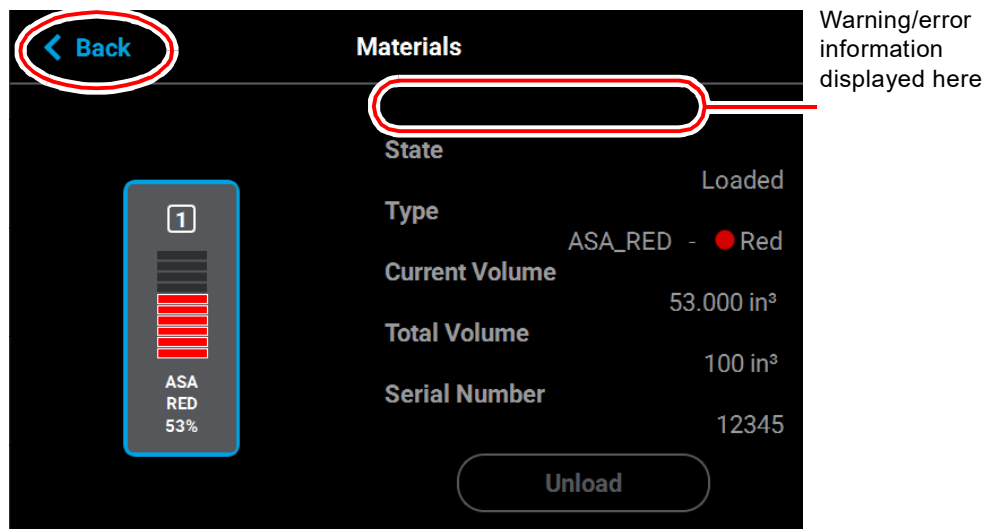 Back
Materials
Warning/error
information
displayed here
State
Loaded
Type
ASA_RED - Red
Current Volume
53.000 in³
Total Volume
100 in³
Serial Number
12345
Unload
1
ASA
RED
53%